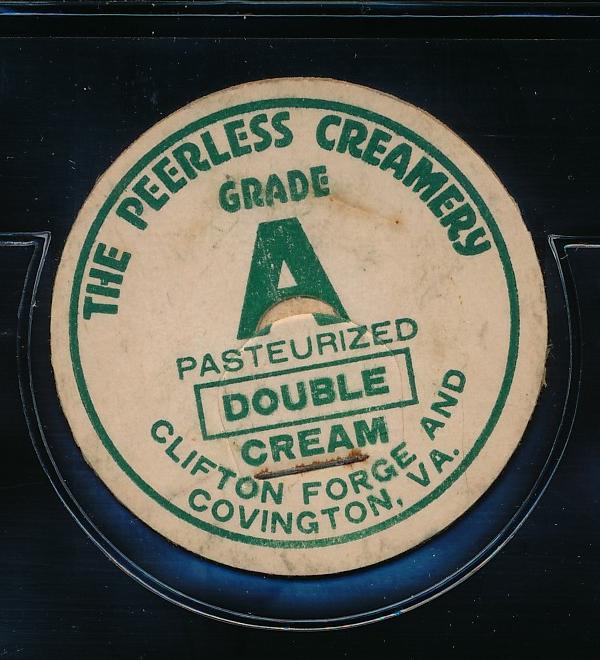 THE PEERLESS CREAMERY
GRADE
A
PASTEURIZED
DOUBLE
CREAM
CLIFTON FORGE AND
COVINGTON, VA.